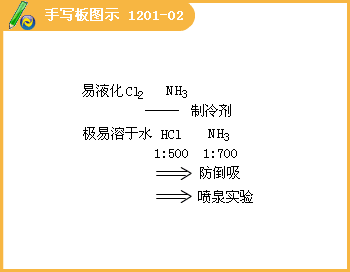 手写板图示 1201-02
易液化Cl₂ NH₃
制冷剂
极易溶于水 HCl NH₃
1:500 1:700
⇒ 防倒吸
⇒ 喷泉实验